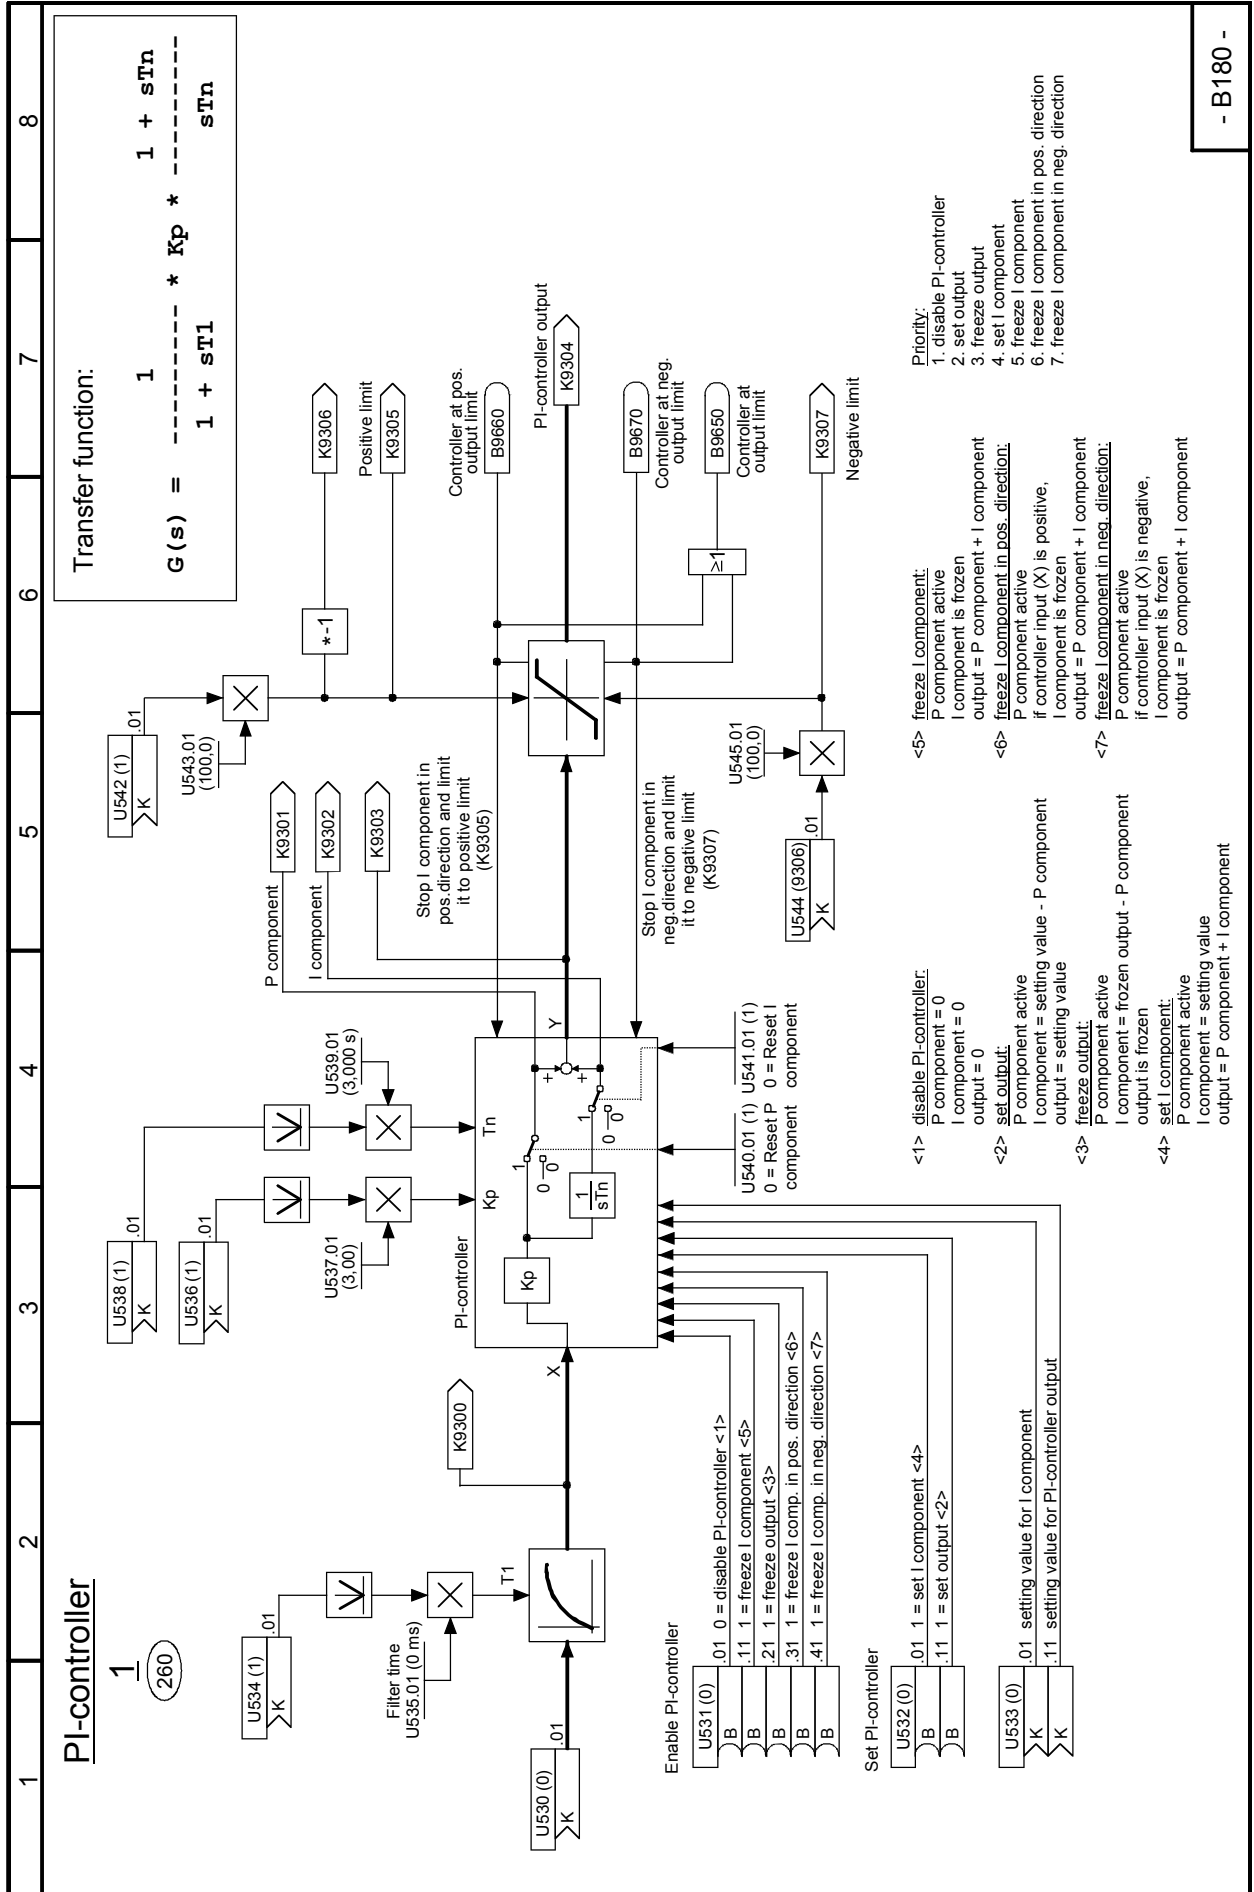 1 2 3 4 5 6 7 8
PI-controller
1
260
Transfer function:
1 1 + sTn
G(s) = -------- * Kp * ---------
1 + sT1 sTn
U534 (1)
K
.01
Filter time
U535.01 (0 ms)
T1
U530 (0)
K
.01
K9300
X
U538 (1)
K
.01
U536 (1)
K
.01
U537.01
(3,00)
U539.01
(3,000 s)
Kp
Tn
PI-controller
Kp
1
sTn
1
0
0
1
0
0
+
+
Y
P component
I component
K9301
K9302
K9303
U540.01 (1)
0 = Reset P
component
U541.01 (1)
0 = Reset I
component
Stop I component in
pos.direction and limit
it to positive limit
(K9305)
Stop I component in
neg.direction and limit
it to negative limit
(K9307)
U542 (1)
K
.01
U543.01
(100,0)
*-1
K9306
Positive limit
K9305
Controller at pos.
output limit
B9660
PI-controller output
K9304
B9670
Controller at neg.
output limit
≥1
B9650
Controller at
output limit
U545.01
(100,0)
U544 (9306)
K
.01
K9307
Negative limit
Enable PI-controller
U531 (0)
B
B
B
B
B
.01 0 = disable PI-controller <1>
.11 1 = freeze I component <5>
.21 1 = freeze output <3>
.31 1 = freeze I comp. in pos. direction <6>
.41 1 = freeze I comp. in neg. direction <7>
Set PI-controller
U532 (0)
B
B
.01 1 = set I component <4>
.11 1 = set output <2>
U533 (0)
K
K
.01 setting value for I component
.11 setting value for PI-controller output
<1> disable PI-controller:
P component = 0
I component = 0
output = 0
<2> set output:
P component active
I component = setting value - P component
output = setting value
<3> freeze output:
P component active
I component = frozen output - P component
output is frozen
<4> set I component:
P component active
I component = setting value
output = P component + I component
<5> freeze I component:
P component active
I component is frozen
output = P component + I component
<6> freeze I component in pos. direction:
P component active
if controller input (X) is positive,
I component is frozen
output = P component + I component
<7> freeze I component in neg. direction:
P component active
if controller input (X) is negative,
I component is frozen
output = P component + I component
Priority:
1. disable PI-controller
2. set output
3. freeze output
4. set I component
5. freeze I component
6. freeze I component in pos. direction
7. freeze I component in neg. direction
- B180 -